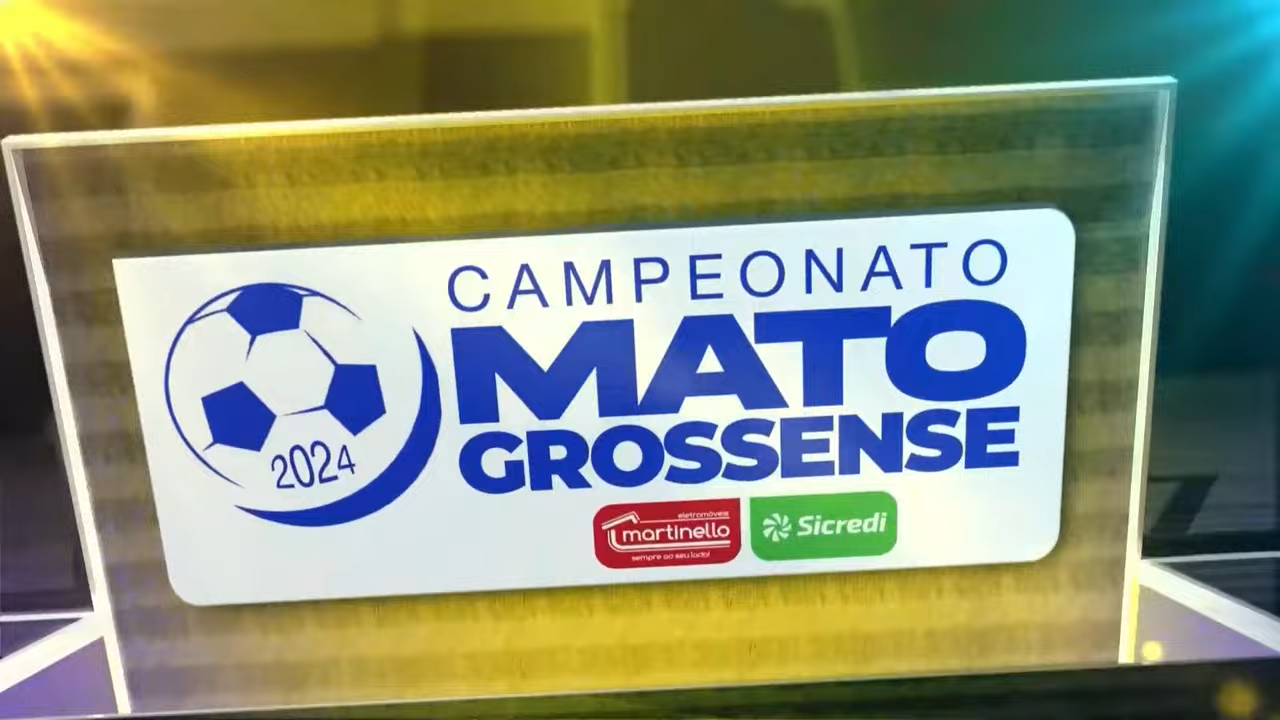 CAMPEONATO
MATO
GROSSENSE
2024
eletromóveis
martinello
sempre ao seu lado!
Sicredi